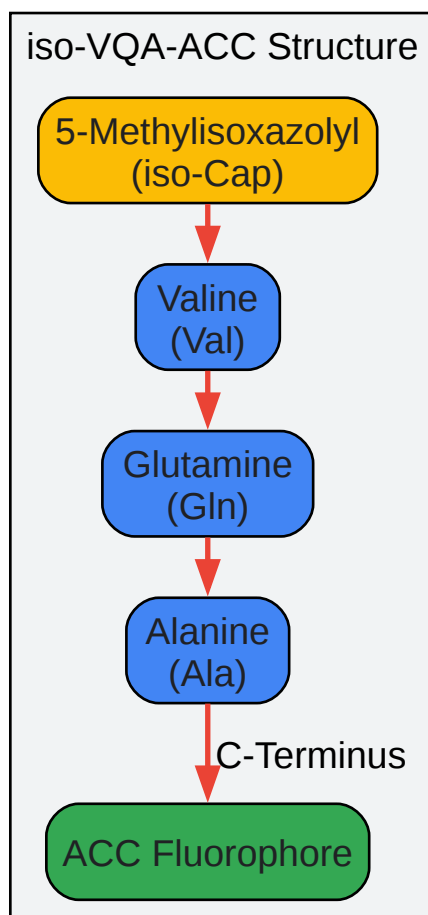 iso-VQA-ACC Structure
5-Methylisoxazolyl
(iso-Cap)
Valine
(Val)
Glutamine
(Gln)
Alanine
(Ala)
C-Terminus
ACC Fluorophore